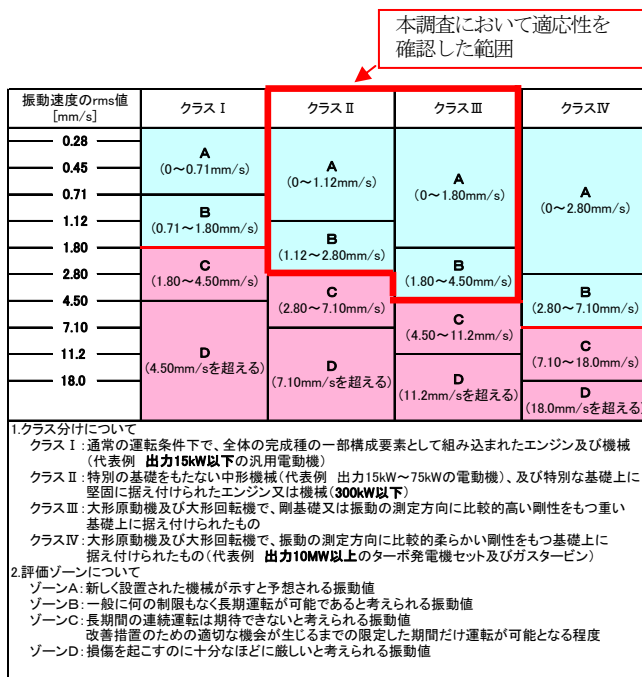 本調査において適応性を
確認した範囲
振動速度のrms値
[mm/s]
クラスⅠ
クラスⅡ
クラスⅢ
クラスⅣ
0.28
0.45
0.71
1.12
1.80
2.80
4.50
7.10
11.2
18.0
A
(0～0.71mm/s)
B
(0.71～1.80mm/s)
C
(1.80～4.50mm/s)
D
(4.50mm/sを超える)
A
(0～1.12mm/s)
B
(1.12～2.80mm/s)
C
(2.80～7.10mm/s)
D
(7.10mm/sを超える)
A
(0～1.80mm/s)
B
(1.80～4.50mm/s)
C
(4.50～11.2mm/s)
D
(11.2mm/sを超える)
A
(0～2.80mm/s)
B
(2.80～7.10mm/s)
C
(7.10～18.0mm/s)
D
(18.0mm/sを超える)
1.クラス分けについて
クラスⅠ:通常の運転条件下で、全体の完成種の一部構成要素として組み込まれたエンジン及び機械
(代表例 出力15kW以下の汎用電動機)
クラスⅡ:特別の基礎をもたない中形機械(代表例 出力15kW～75kWの電動機)、及び特別な基礎上に
堅固に据え付けられたエンジン又は機械(300kW以下)
クラスⅢ:大形原動機及び大形回転機で、剛基礎又は振動の測定方向に比較的高い剛性をもつ重い
基礎上に据え付けられたもの
クラスⅣ:大形原動機及び大形回転機で、振動の測定方向に比較的柔らかい剛性をもつ基礎上に
据え付けられたもの(代表例 出力10MW以上のターボ発電機セット及びガスタービン)
2.評価ゾーンについて
ゾーンA:新しく設置された機械が示すと予想される振動値
ゾーンB:一般に何の制限もなく長期運転が可能であると考えられる振動値
ゾーンC:長期間の連続運転は期待できないと考えられる振動値
改善措置のための適切な機会が生じるまでの限定した期間だけ運転が可能となる程度
ゾーンD:損傷を起こすのに十分なほどに厳しいと考えられる振動値